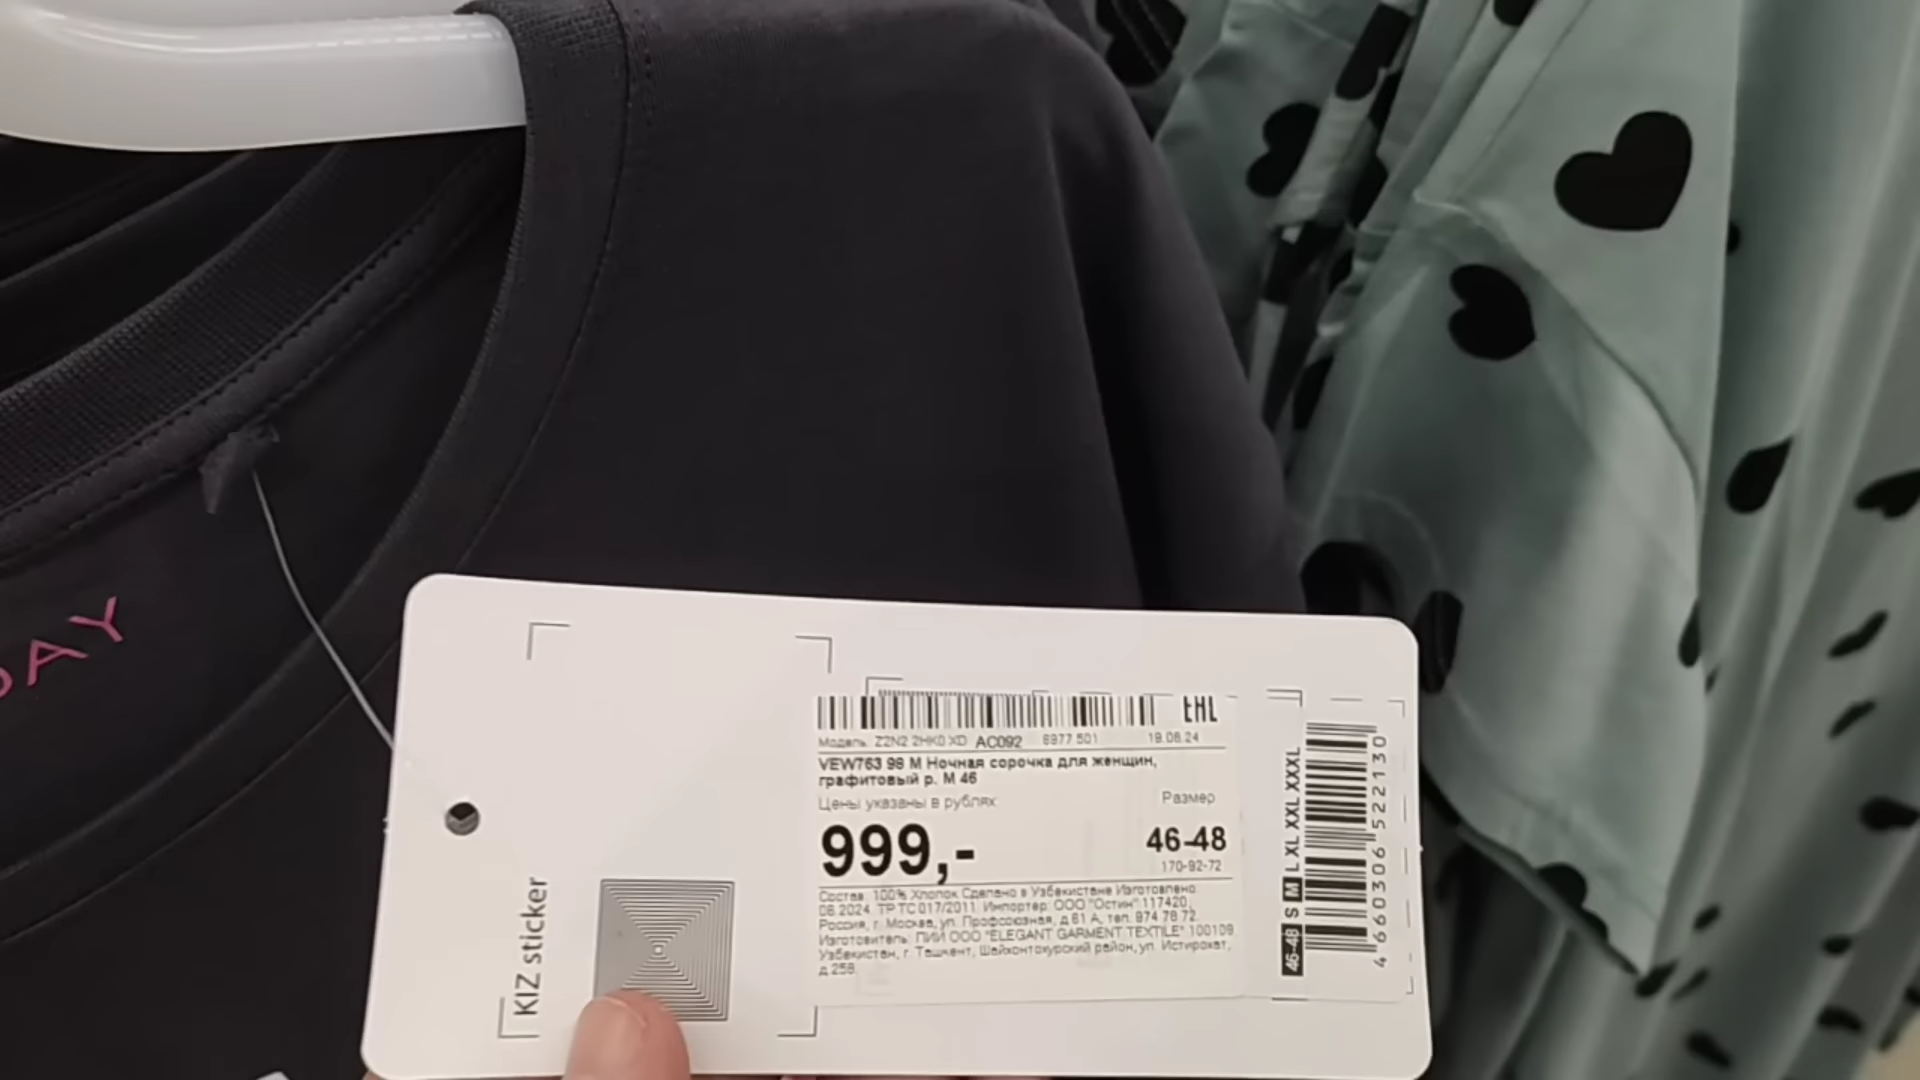 DAY
KIZ sticker
EAC
Модель: Z2N2 2HK0 XD AC092 6977 501 19.08.24
VEW763 98 M Ночная сорочка для женщин,
графитовый р. M 46
Цены указаны в рублях
Размер
999,-
46-48
170-92-72
Состав: 100% Хлопок Сделано в Узбекистане Изготовлено
08.2024. ТР ТС 017/2011. Импортер: ООО "Остин" 117420,
Россия, г. Москва, ул. Профсоюзная, д 61 А, тел. 974 78 72.
Изготовитель: ПИИ ООО "ELEGANT GARMENT TEXTILE" 100109
Узбекистан, г. Ташкент, Шайхонтохурский район, ул. Истирохат,
д.258
46-48 S M L XL XXL XXXL
4660306522130